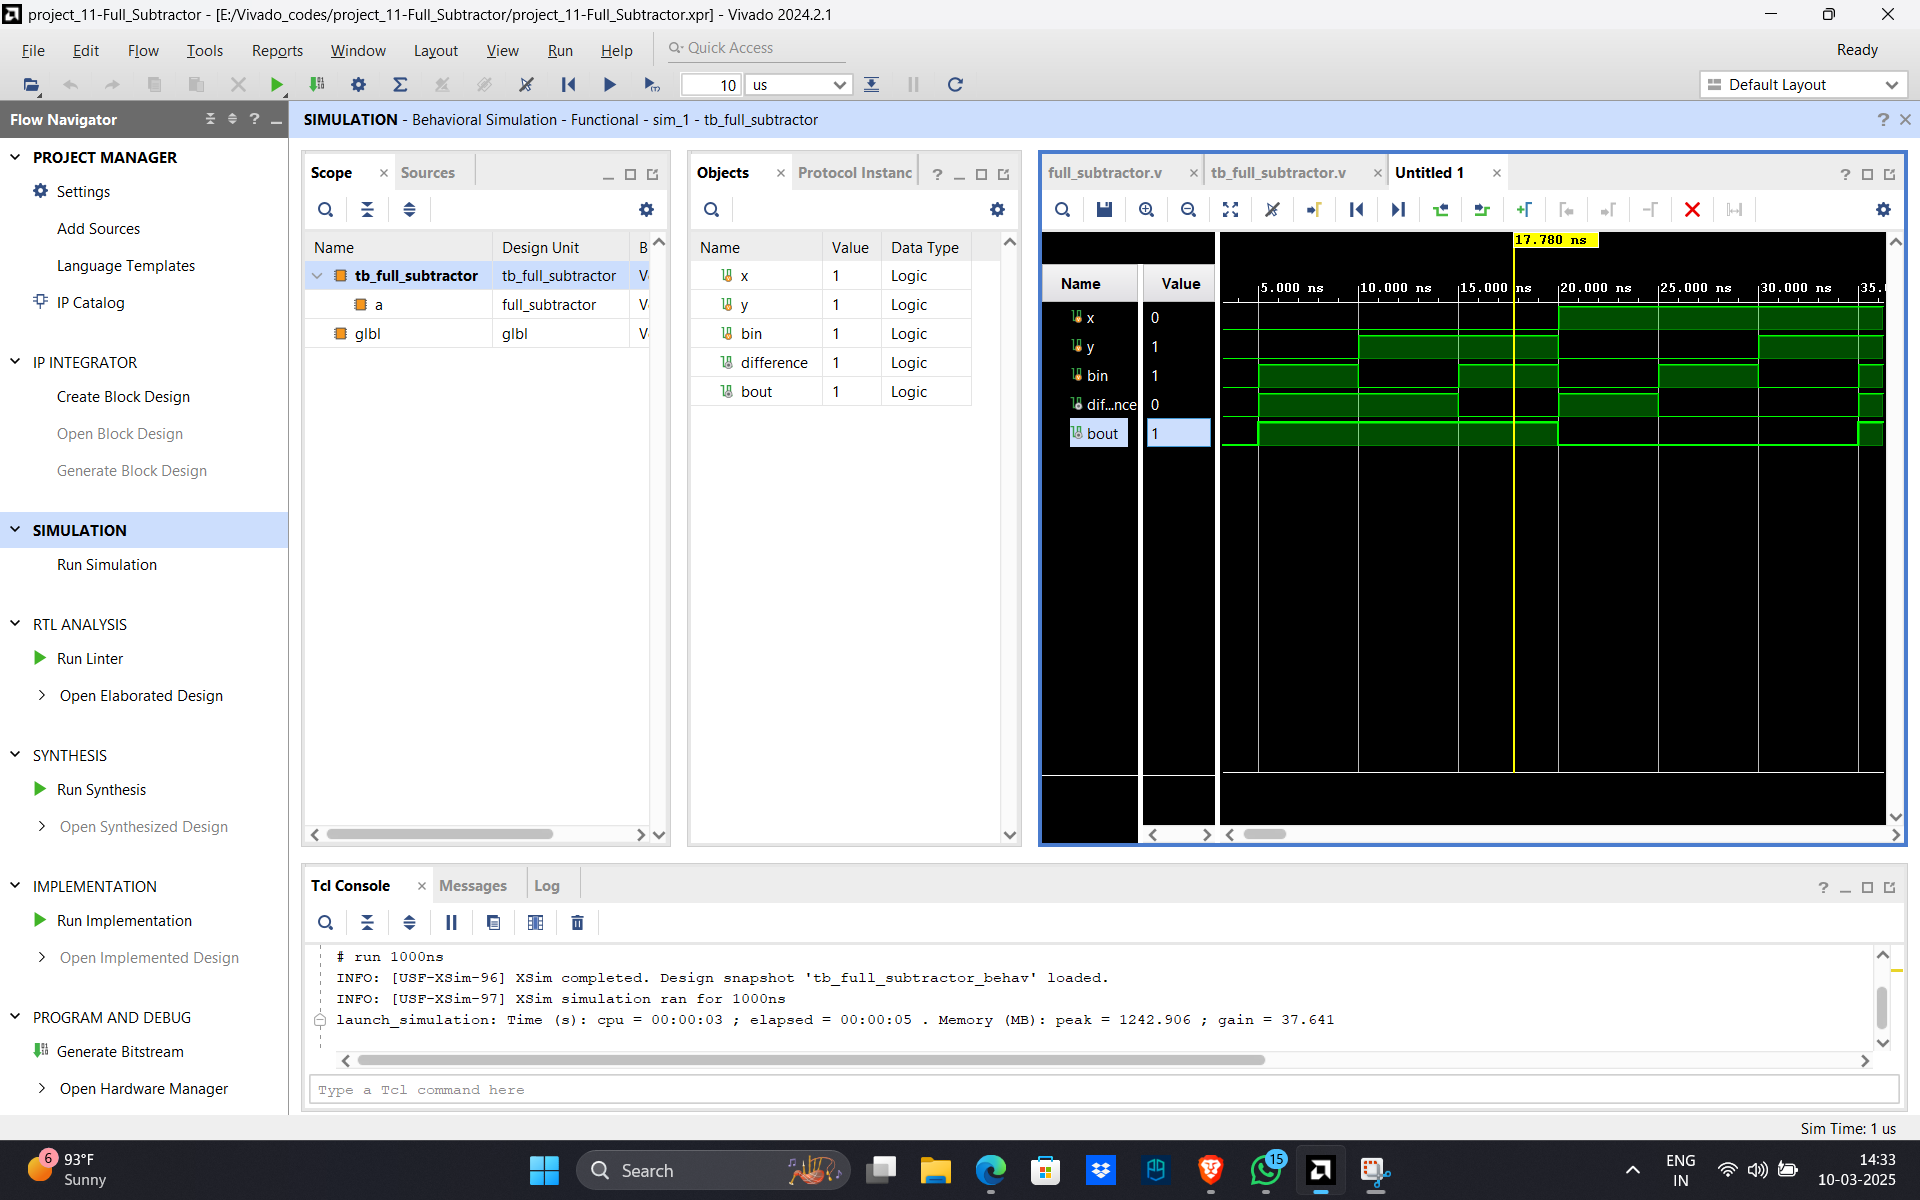 project_11-Full_Subtractor - [E:/Vivado_codes/project_11-Full_Subtractor/project_11-Full_Subtractor.xpr] - Vivado 2024.2.1
File Edit Flow Tools Reports Window Layout View Run Help Quick Access Ready
10 us Default Layout
Flow Navigator
SIMULATION - Behavioral Simulation - Functional - sim_1 - tb_full_subtractor
PROJECT MANAGER
Settings
Add Sources
Language Templates
IP Catalog
IP INTEGRATOR
Create Block Design
Open Block Design
Generate Block Design
SIMULATION
Run Simulation
RTL ANALYSIS
Run Linter
Open Elaborated Design
SYNTHESIS
Run Synthesis
Open Synthesized Design
IMPLEMENTATION
Run Implementation
Open Implemented Design
PROGRAM AND DEBUG
Generate Bitstream
Open Hardware Manager
Scope Sources
Name Design Unit B
tb_full_subtractor tb_full_subtractor V
a full_subtractor V
glbl glbl V
Objects Protocol Instanc
Name Value Data Type
x 1 Logic
y 1 Logic
bin 1 Logic
difference 1 Logic
bout 1 Logic
full_subtractor.v tb_full_subtractor.v Untitled 1
17.780 ns
Name Value
5.000 ns 10.000 ns 15.000 ns 20.000 ns 25.000 ns 30.000 ns 35.
x 0
y 1
bin 1
dif...nce 0
bout 1
Tcl Console Messages Log
# run 1000ns
INFO: [USF-XSim-96] XSim completed. Design snapshot 'tb_full_subtractor_behav' loaded.
INFO: [USF-XSim-97] XSim simulation ran for 1000ns
launch_simulation: Time (s): cpu = 00:00:03 ; elapsed = 00:00:05 . Memory (MB): peak = 1242.906 ; gain = 37.641
Type a Tcl command here
Sim Time: 1 us
6
93°F
Sunny
Search
15
ENG
IN
14:33
10-03-2025